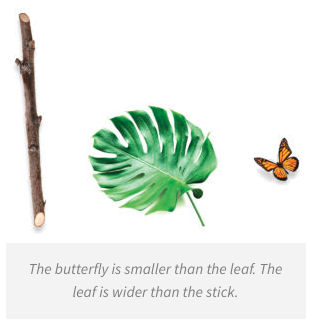 The butterfly is smaller than the leaf. The
leaf is wider than the stick.